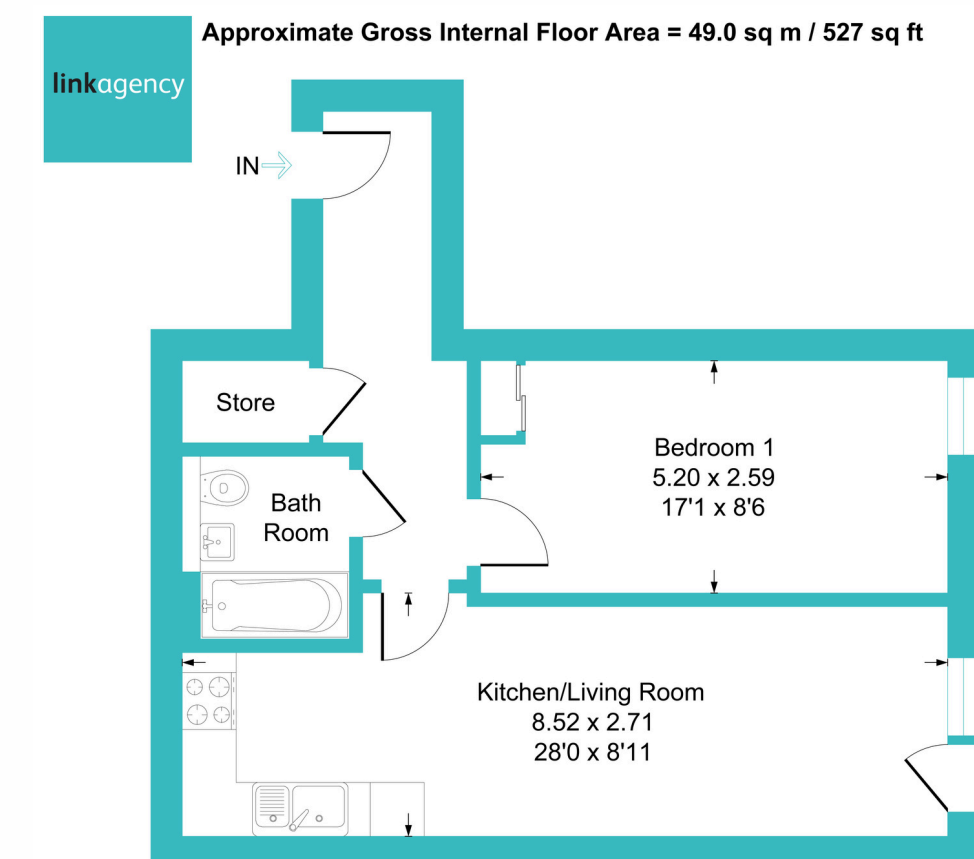 Approximate Gross Internal Floor Area = 49.0 sq m / 527 sq ft
linkagency
IN
Store
Bath
Room
Bedroom 1
5.20 x 2.59
17'1 x 8'6
Kitchen/Living Room
8.52 x 2.71
28'0 x 8'11